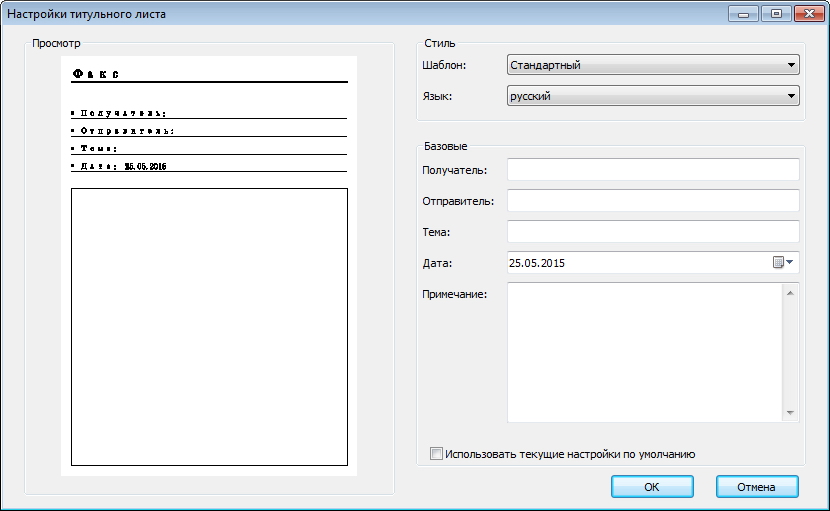 Настройки титульного листа
Просмотр
Факс
• Получатель:
• Отправитель:
• Тема:
• Дата: 25.05.2015
Стиль
Шаблон: Стандартный
Язык: русский
Базовые
Получатель:
Отправитель:
Тема:
Дата: 25.05.2015
Примечание:
Использовать текущие настройки по умолчанию
OK Отмена